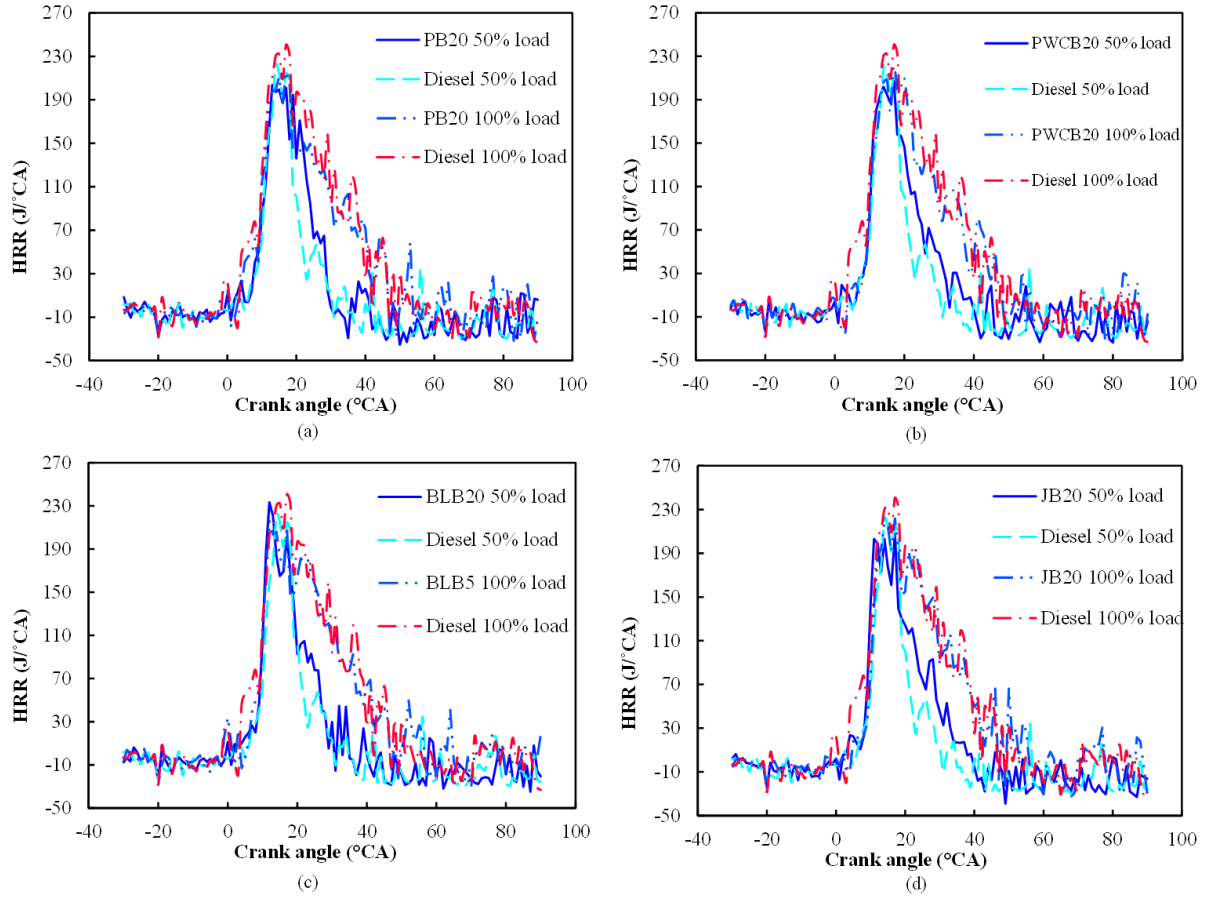 270
230
190
150
110
70
30
-10
-50
HRR (J/˚CA)
PB20 50% load
Diesel 50% load
PB20 100% load
Diesel 100% load
-40 -20 0 20 40 60 80 100
Crank angle (°CA)
(a)
270
230
190
150
110
70
30
-10
-50
HRR (J/˚CA)
PWCB20 50% load
Diesel 50% load
PWCB20 100% load
Diesel 100% load
-40 -20 0 20 40 60 80 100
Crank angle (°CA)
(b)
270
230
190
150
110
70
30
-10
-50
HRR (J/˚CA)
BLB20 50% load
Diesel 50% load
BLB5 100% load
Diesel 100% load
-40 -20 0 20 40 60 80 100
Crank angle (°CA)
(c)
270
230
190
150
110
70
30
-10
-50
HRR (J/˚CA)
JB20 50% load
Diesel 50% load
JB20 100% load
Diesel 100% load
-40 -20 0 20 40 60 80 100
Crank angle (°CA)
(d)